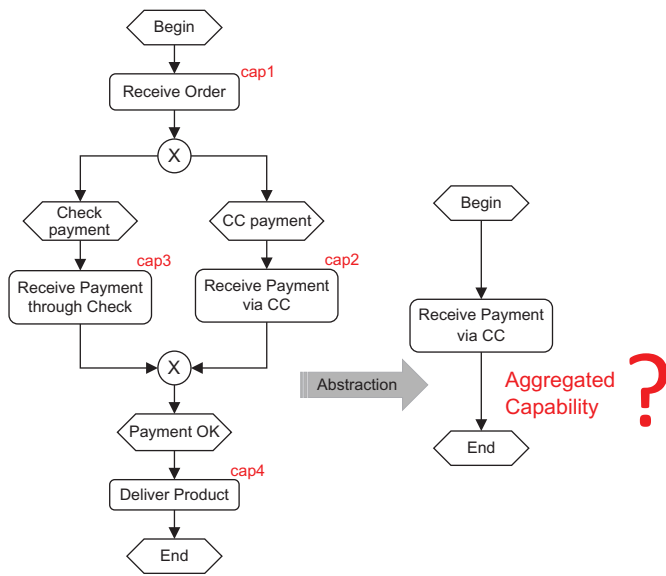 Begin
cap1
Receive Order
X
Check
payment
CC payment
cap3
cap2
Receive Payment
through Check
Receive Payment
via CC
X
Payment OK
cap4
Deliver Product
End
Abstraction
Begin
Receive Payment
via CC
Aggregated
Capability
?
End